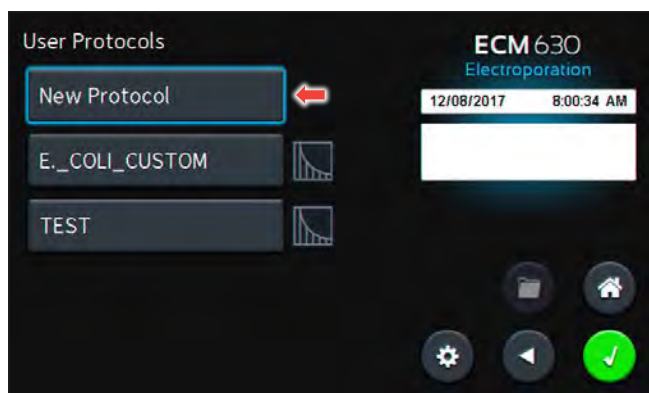 User Protocols
New Protocol
E._COLI_CUSTOM
TEST
ECM 630
Electroporation
12/08/2017 8:00:34 AM